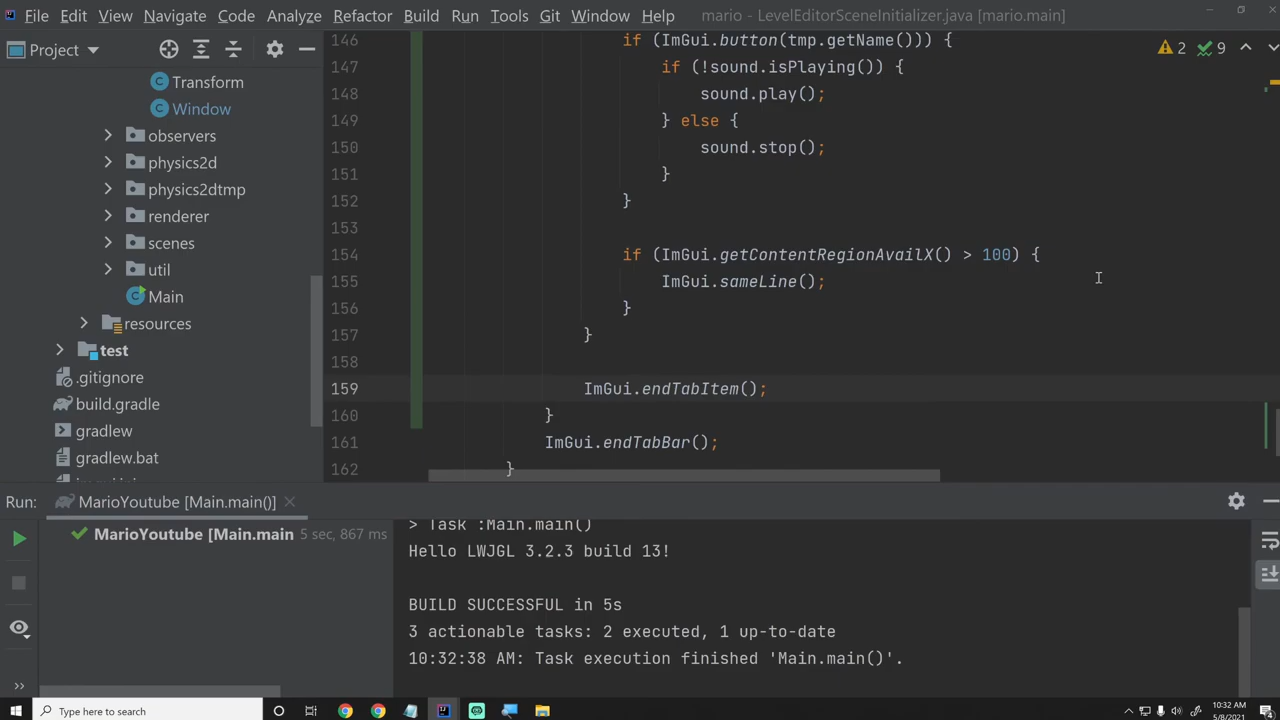 File Edit View Navigate Code Analyze Refactor Build Run Tools Git Window Help mario – LevelEditorSceneInitializer.java [mario.main]
Project
Transform
Window
observers
physics2d
physics2dtmp
renderer
scenes
util
Main
resources
test
.gitignore
build.gradle
gradlew
gradlew.bat
2 9
146 if (ImGui.button(tmp.getName())) {
147 if (!sound.isPlaying()) {
148 sound.play();
149 } else {
150 sound.stop();
151 }
152 }
153
154 if (ImGui.getContentRegionAvailX() > 100) {
155 ImGui.sameLine();
156 }
157 }
158
159 ImGui.endTabItem();
160 }
161 ImGui.endTabBar();
162 }
Run: MarioYoutube [Main.main()]
MarioYoutube [Main.main 5 sec, 867 ms
> Task :Main.main()
Hello LWJGL 3.2.3 build 13!
BUILD SUCCESSFUL in 5s
3 actionable tasks: 2 executed, 1 up-to-date
10:32:38 AM: Task execution finished 'Main.main()'.
Type here to search
10:32 AM
5/8/2021